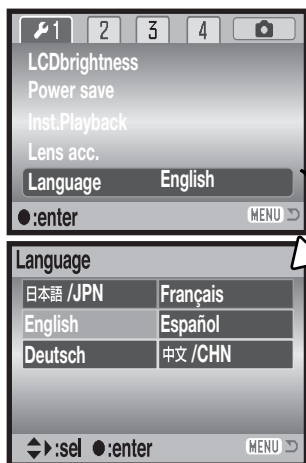 1 2 3 4
LCDbrightness
Power save
Inst.Playback
Lens acc.
Language English
:enter MENU
Language
日本語 /JPN Français
English Español
Deutsch 中文 /CHN
:sel :enter MENU